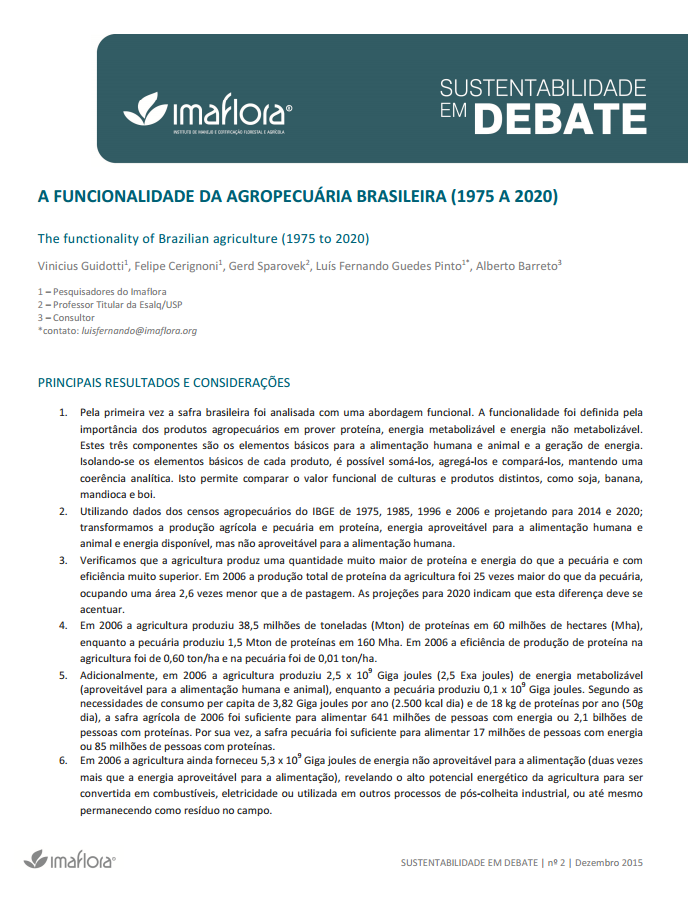 imaflora®
INSTITUTO DE MANEJO E CERTIFICAÇÃO FLORESTAL E AGRÍCOLA
SUSTENTABILIDADE
EM DEBATE
A FUNCIONALIDADE DA AGROPECUÁRIA BRASILEIRA (1975 A 2020)
The functionality of Brazilian agriculture (1975 to 2020)
Vinicius Guidotti1, Felipe Cerignoni1, Gerd Sparovek2, Luís Fernando Guedes Pinto1*, Alberto Barreto3
1 – Pesquisadores do Imaflora
2 – Professor Titular da Esalq/USP
3 – Consultor
*contato: luisfernando@imaflora.org
PRINCIPAIS RESULTADOS E CONSIDERAÇÕES
1. Pela primeira vez a safra brasileira foi analisada com uma abordagem funcional. A funcionalidade foi definida pela
importância dos produtos agropecuários em prover proteína, energia metabolizável e energia não metabolizável.
Estes três componentes são os elementos básicos para a alimentação humana e animal e a geração de energia.
Isolando-se os elementos básicos de cada produto, é possível somá-los, agregá-los e compará-los, mantendo uma
coerência analítica. Isto permite comparar o valor funcional de culturas e produtos distintos, como soja, banana,
mandioca e boi.
2. Utilizando dados dos censos agropecuários do IBGE de 1975, 1985, 1996 e 2006 e projetando para 2014 e 2020;
transformamos a produção agrícola e pecuária em proteína, energia aproveitável para a alimentação humana e
animal e energia disponível, mas não aproveitável para a alimentação humana.
3. Verificamos que a agricultura produz uma quantidade muito maior de proteína e energia do que a pecuária e com
eficiência muito superior. Em 2006 a produção total de proteína da agricultura foi 25 vezes maior do que da pecuária,
ocupando uma área 2,6 vezes menor que a de pastagem. As projeções para 2020 indicam que esta diferença deve se
acentuar.
4. Em 2006 a agricultura produziu 38,5 milhões de toneladas (Mton) de proteínas em 60 milhões de hectares (Mha),
enquanto a pecuária produziu 1,5 Mton de proteínas em 160 Mha. Em 2006 a eficiência de produção de proteína na
agricultura foi de 0,60 ton/ha e na pecuária foi de 0,01 ton/ha.
5. Adicionalmente, em 2006 a agricultura produziu 2,5 x 10⁹ Giga joules (2,5 Exa joules) de energia metabolizável
(aproveitável para a alimentação humana e animal), enquanto a pecuária produziu 0,1 x 10⁹ Giga joules. Segundo as
necessidades de consumo per capita de 3,82 Giga joules por ano (2.500 kcal dia) e de 18 kg de proteínas por ano (50g
dia), a safra agrícola de 2006 foi suficiente para alimentar 641 milhões de pessoas com energia ou 2,1 bilhões de
pessoas com proteínas. Por sua vez, a safra pecuária foi suficiente para alimentar 17 milhões de pessoas com energia
ou 85 milhões de pessoas com proteínas.
6. Em 2006 a agricultura ainda forneceu 5,3 x 10⁹ Giga joules de energia não aproveitável para a alimentação (duas vezes
mais que a energia aproveitável para a alimentação), revelando o alto potencial energético da agricultura para ser
convertida em combustíveis, eletricidade ou utilizada em outros processos de pós-colheita industrial, ou até mesmo
permanecendo como resíduo no campo.
imaflora®
SUSTENTABILIDADE EM DEBATE | nº 2 | Dezembro 2015